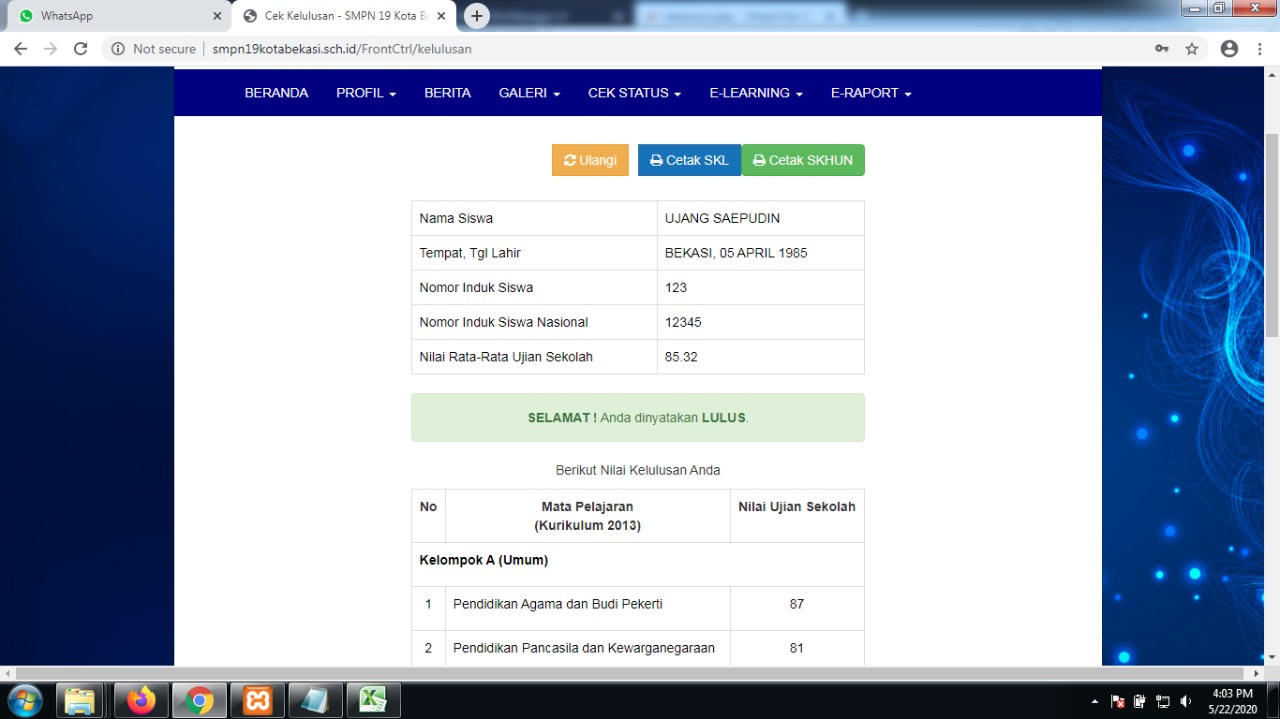 WhatsApp
Cek Kelulusan - SMPN 19 Kota B
Not secure
smpn19kotabekasi.sch.id/FrontCtrl/kelulusan
BERANDA PROFIL BERITA GALERI CEK STATUS E-LEARNING E-RAPORT
Ulangi Cetak SKL Cetak SKHUN
Nama Siswa UJANG SAEPUDIN
Tempat, Tgl Lahir BEKASI, 05 APRIL 1985
Nomor Induk Siswa 123
Nomor Induk Siswa Nasional 12345
Nilai Rata-Rata Ujian Sekolah 85.32
SELAMAT ! Anda dinyatakan LULUS.
Berikut Nilai Kelulusan Anda
No Mata Pelajaran Nilai Ujian Sekolah
(Kurikulum 2013)
Kelompok A (Umum)
1 Pendidikan Agama dan Budi Pekerti 87
2 Pendidikan Pancasila dan Kewarganegaraan 81
4:03 PM
5/22/2020